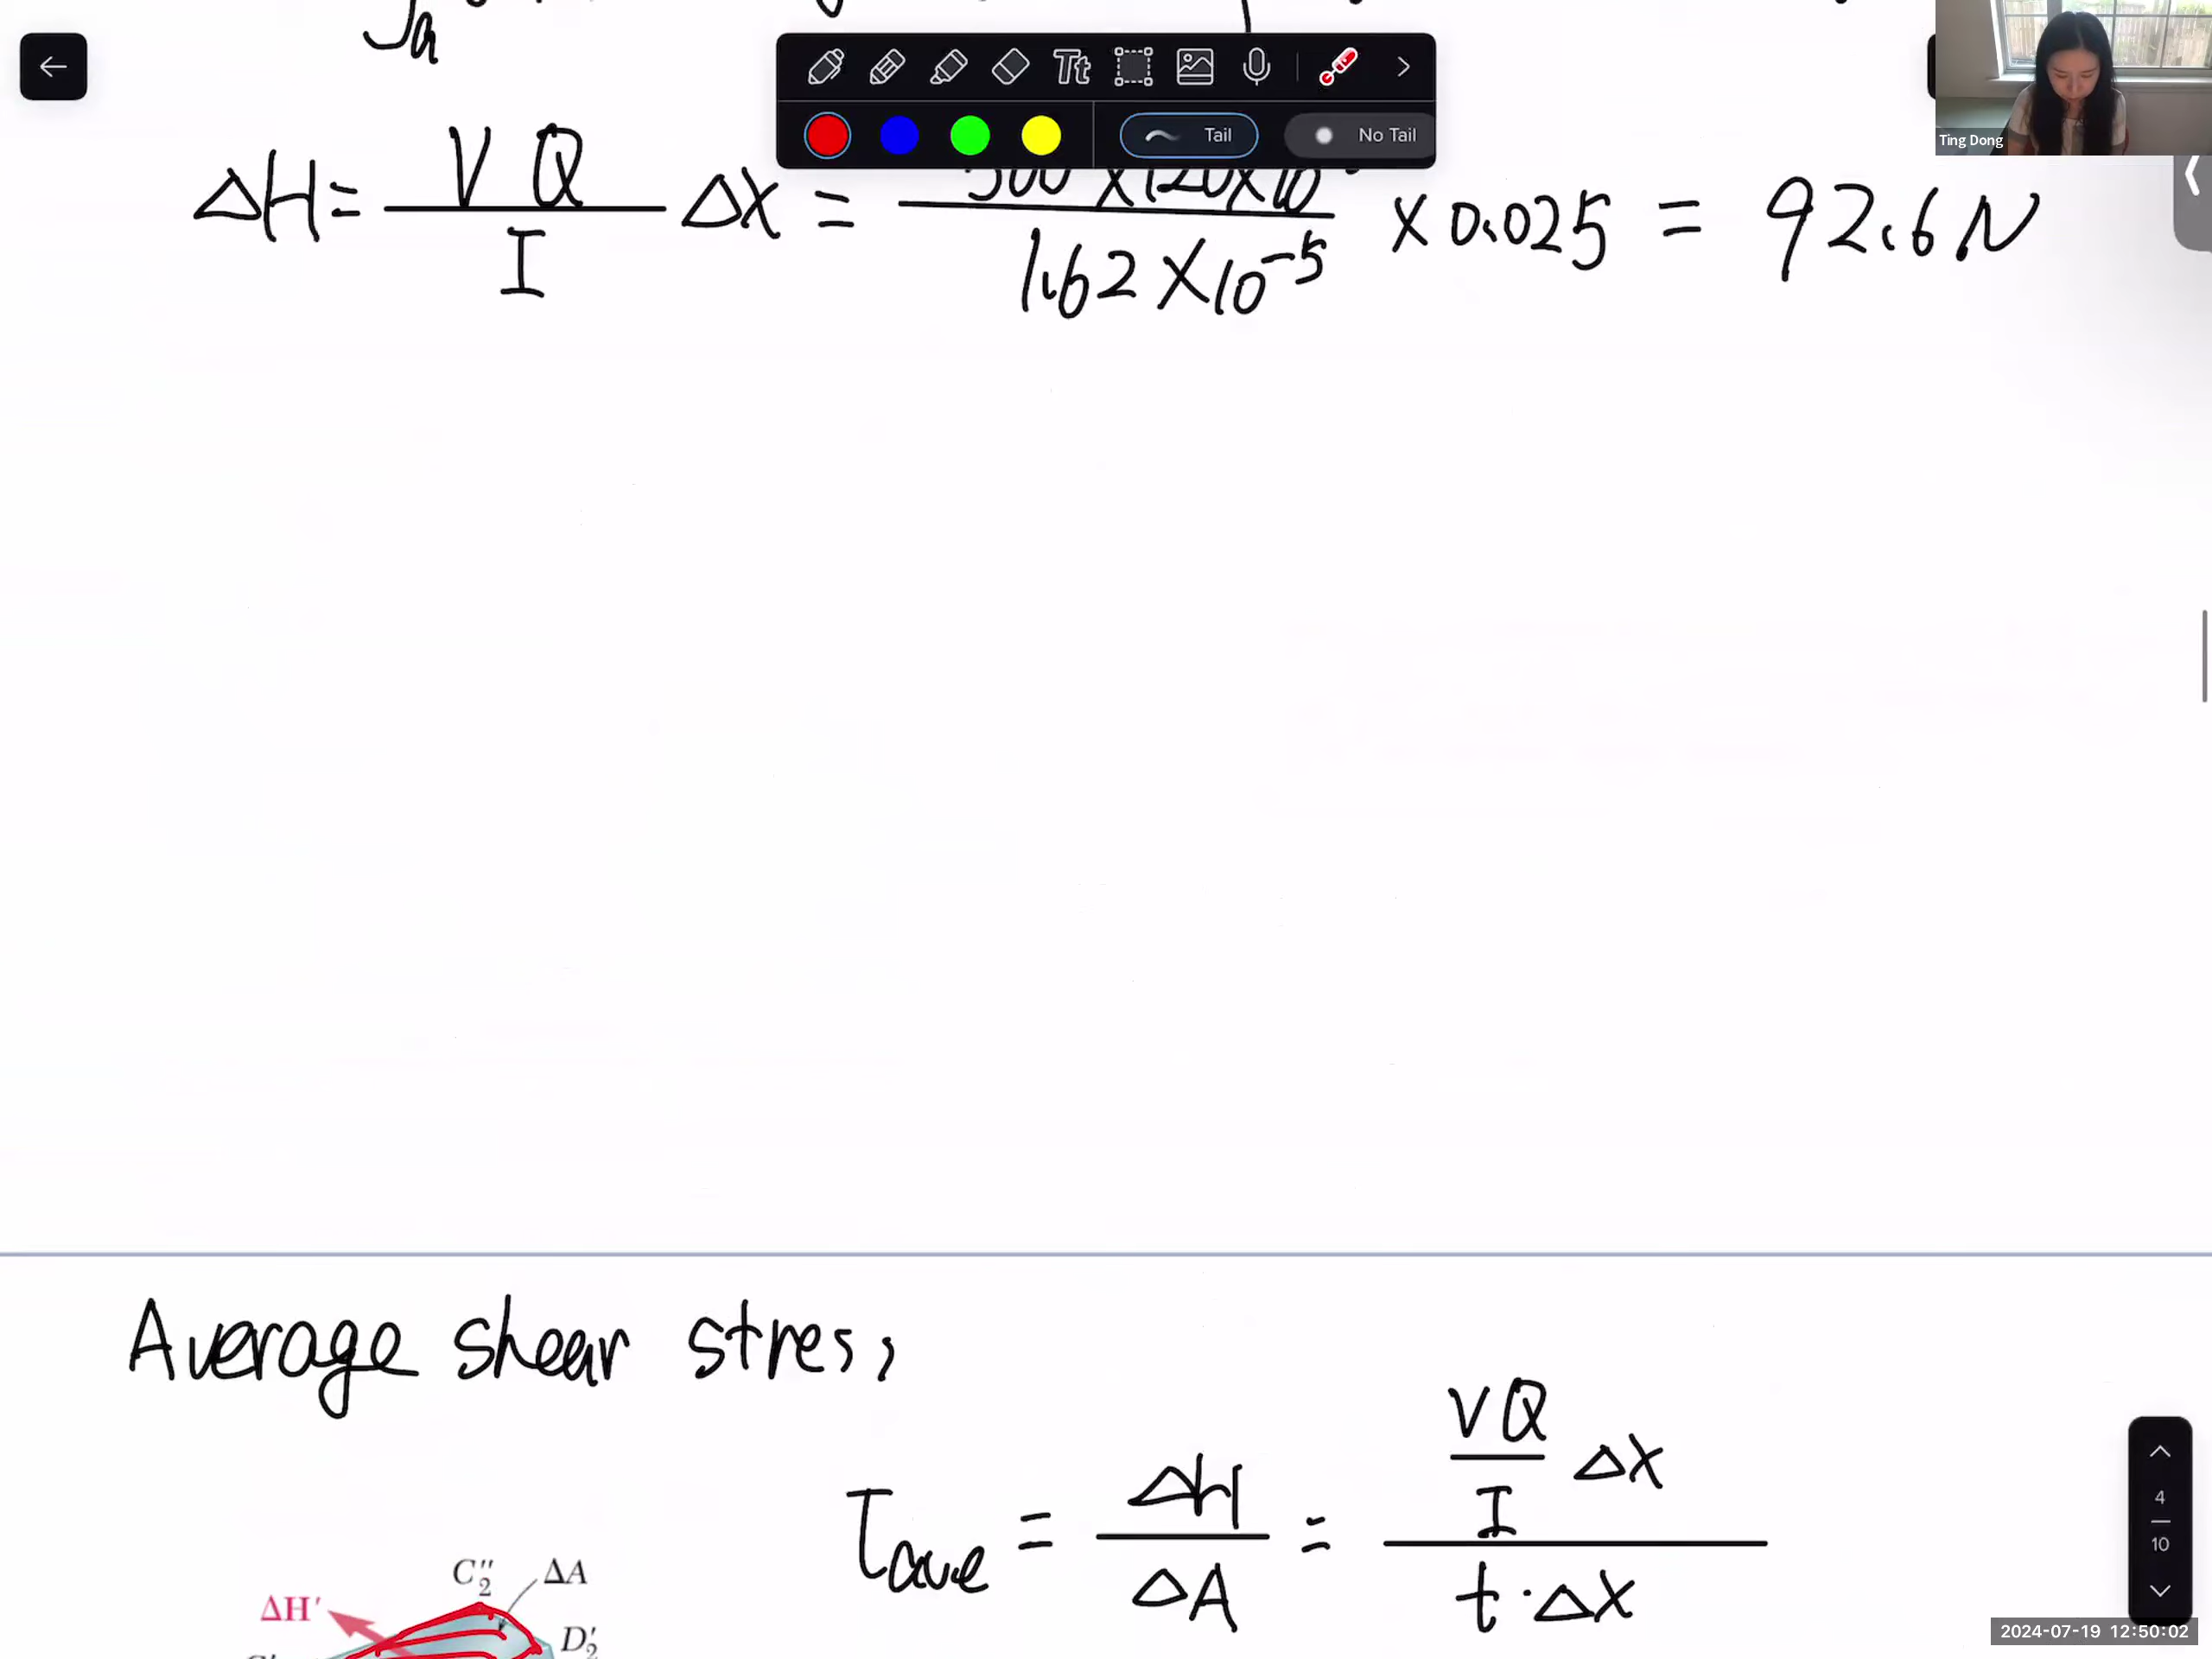 Tt
Tail
No Tail
Ting Dong
ΔH = VQ/I Δx = 500 × 120 × 10 / 1.62 × 10⁻⁵ × 0.025 = 92.6 N
Average shear stress
τave = ΔH/ΔA = VQ/I Δx / t·Δx
C₂″
ΔA
ΔH′
D₂′
4
10
2024-07-19 12:50:02